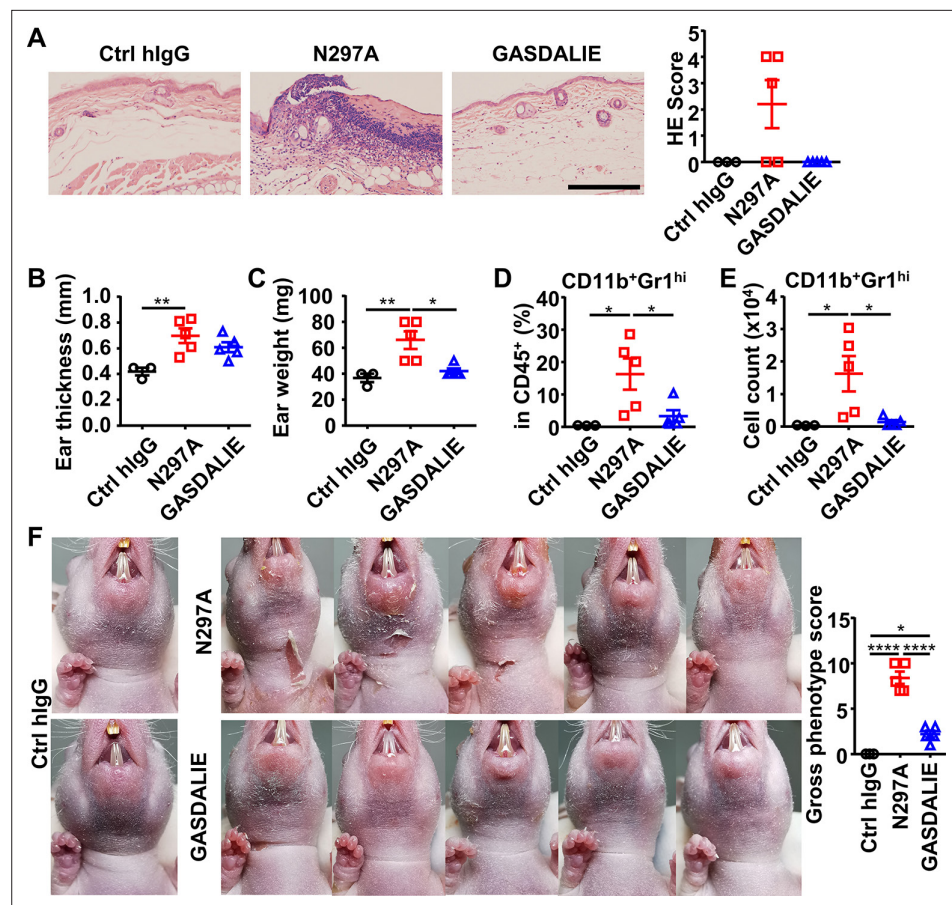 A
Ctrl hIgG
N297A
GASDALIE
HE Score
5
4
3
2
1
0
Ctrl hIgG
N297A
GASDALIE
B
Ear thickness (mm)
1.0
0.8
0.6
0.4
0.2
0.0
**
Ctrl hIgG
N297A
GASDALIE
C
Ear weight (mg)
100
80
60
40
20
0
** *
Ctrl hIgG
N297A
GASDALIE
D
CD11b⁺Gr1ʰⁱ
in CD45⁺ (%)
40
30
20
10
0
* *
Ctrl hIgG
N297A
GASDALIE
E
CD11b⁺Gr1ʰⁱ
Cell count (x10⁴)
4
3
2
1
0
* *
Ctrl hIgG
N297A
GASDALIE
F
Ctrl hIgG
N297A
GASDALIE
Gross phenotype score
15
10
5
0
*
**** ****
Ctrl hIgG
N297A
GASDALIE